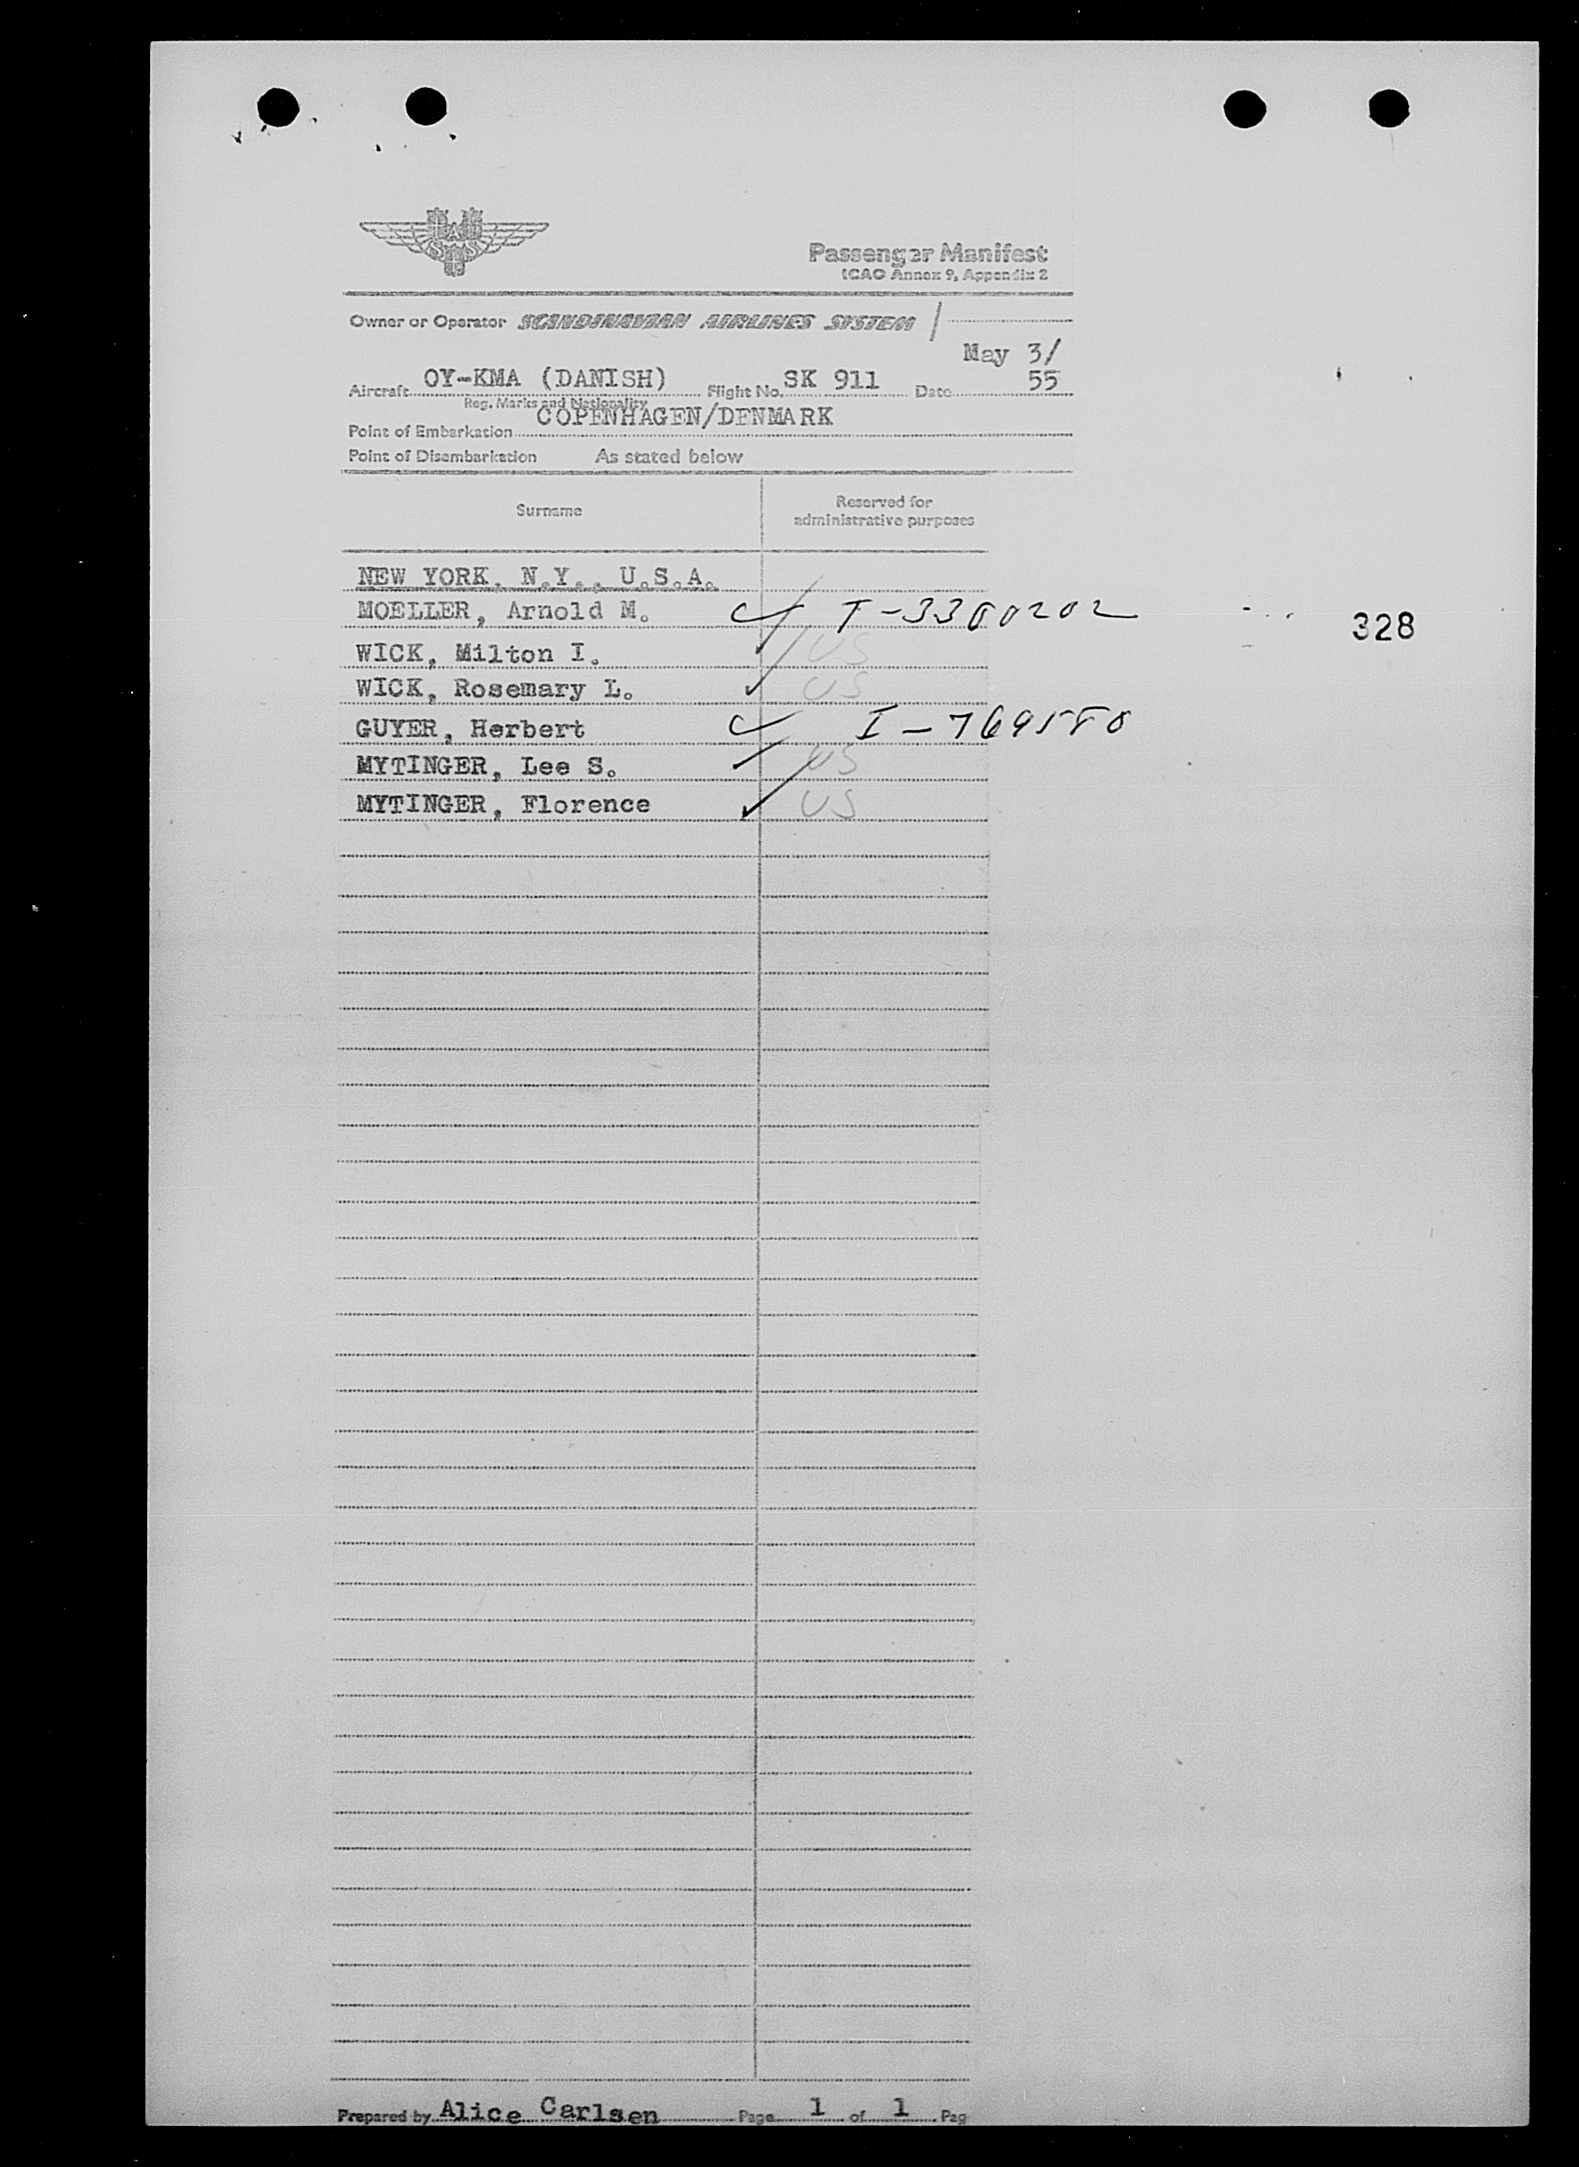 Passenger Manifest
ICAO Annex 9, Appendix 2
Owner or Operator SCANDINAVIAN AIRLINES SYSTEM /
May 3/
Aircraft OY-KMA (DANISH) Flight No. SK 911 Date 55
Reg. Marks and Nationality
Point of Embarkation COPENHAGEN/DENMARK
Point of Disembarkation As stated below
Surname Reserved for
administrative purposes
NEW YORK, N.Y., U.S.A.
MOELLER, Arnold M. T-3300202 328
WICK, Milton I. US
WICK, Rosemary L. US
GUYER, Herbert I-769580
MYTINGER, Lee S. US
MYTINGER, Florence US
Prepared by Alice Carlsen Page 1 of 1 Pag